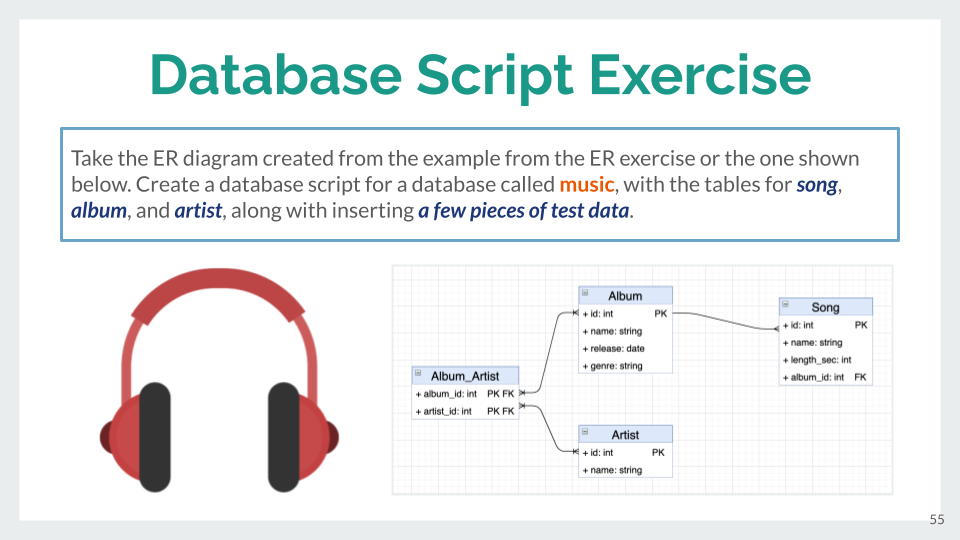 Database Script Exercise
Take the ER diagram created from the example from the ER exercise or the one shown
below. Create a database script for a database called music, with the tables for song,
album, and artist, along with inserting a few pieces of test data.
Album
+ id: int PK
+ name: string
+ release: date
+ genre: string
Song
+ id: int PK
+ name: string
+ length_sec: int
+ album_id: int FK
Album_Artist
+ album_id: int PK FK
+ artist_id: int PK FK
Artist
+ id: int PK
+ name: string
55